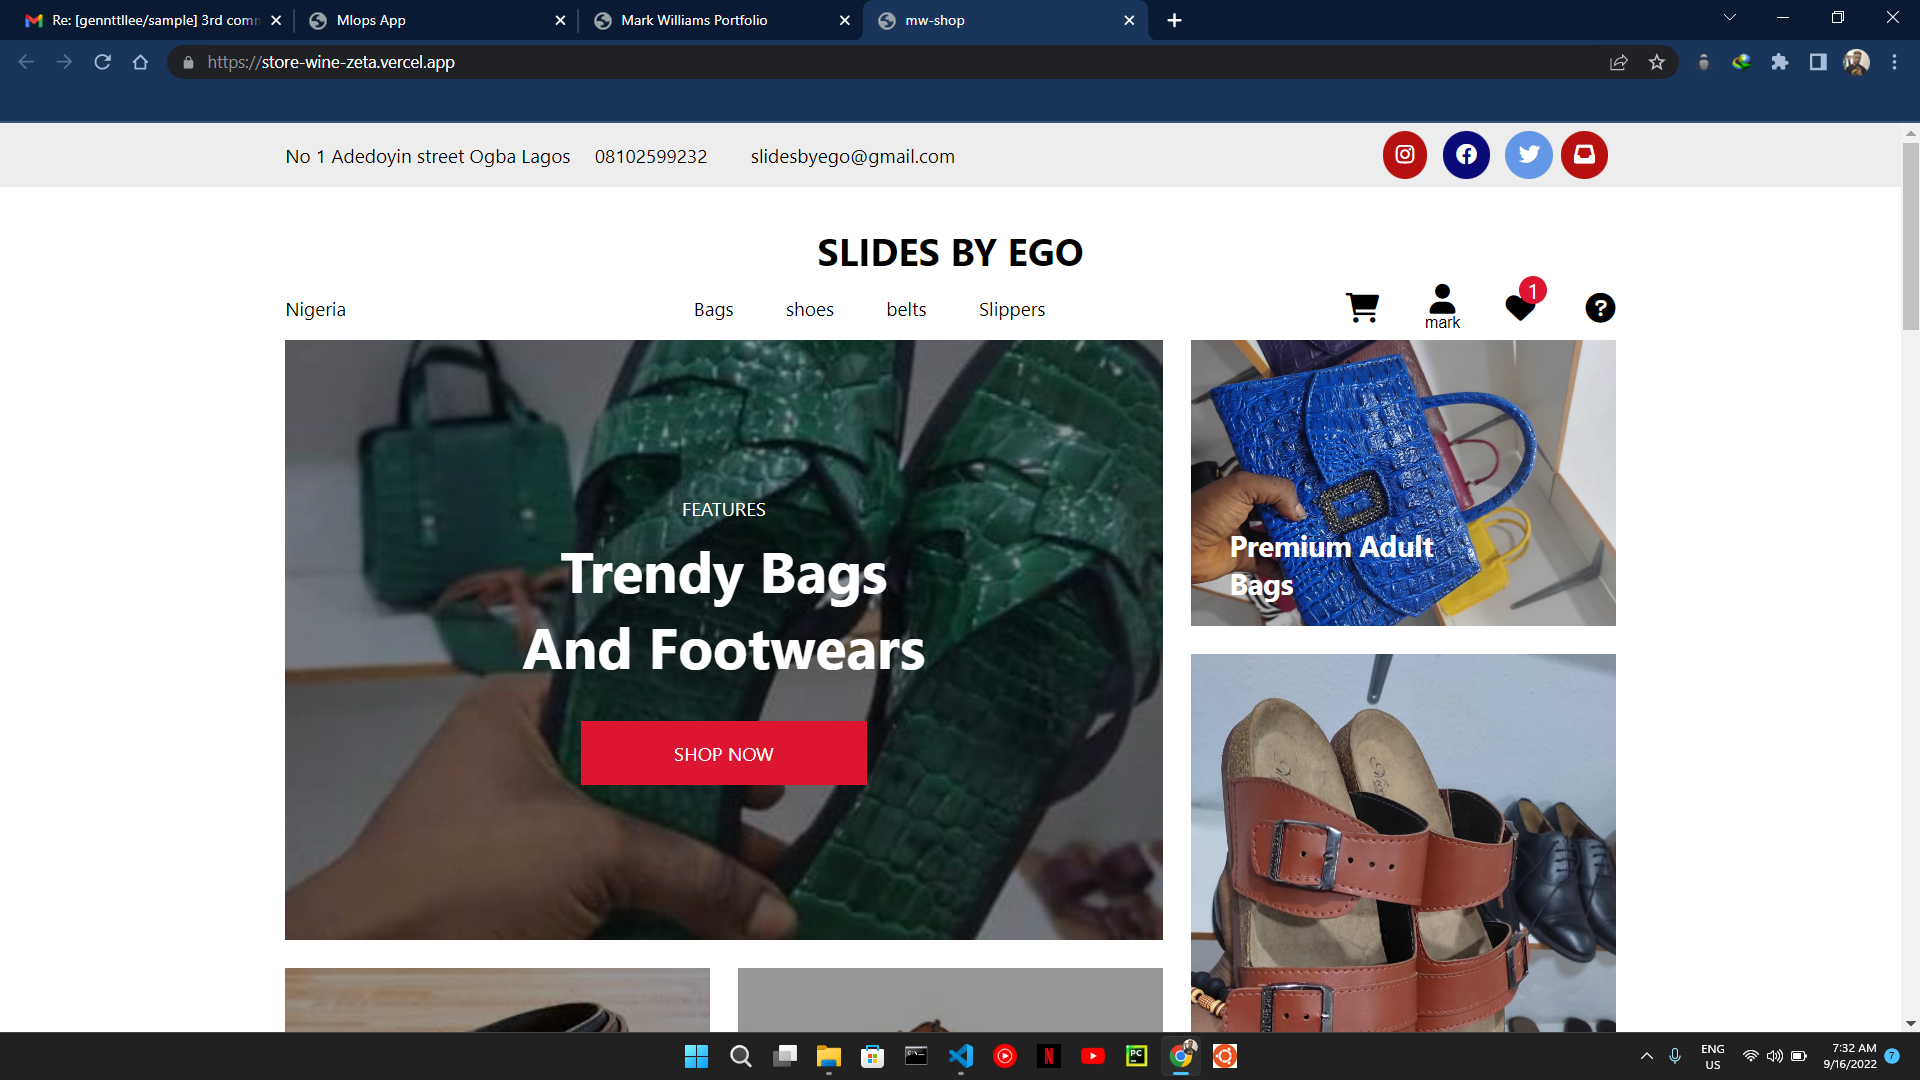 Re: [gennttllee/sample] 3rd comm
Mlops App
Mark Williams Portfolio
mw-shop
https://store-wine-zeta.vercel.app
No 1 Adedoyin street Ogba Lagos 08102599232 slidesbyego@gmail.com
SLIDES BY EGO
Nigeria Bags shoes belts Slippers
1
?
mark
FEATURES
Trendy Bags
And Footwears
SHOP NOW
Premium Adult
Bags
N
PC
ENG
US
7:32 AM
9/16/2022
7